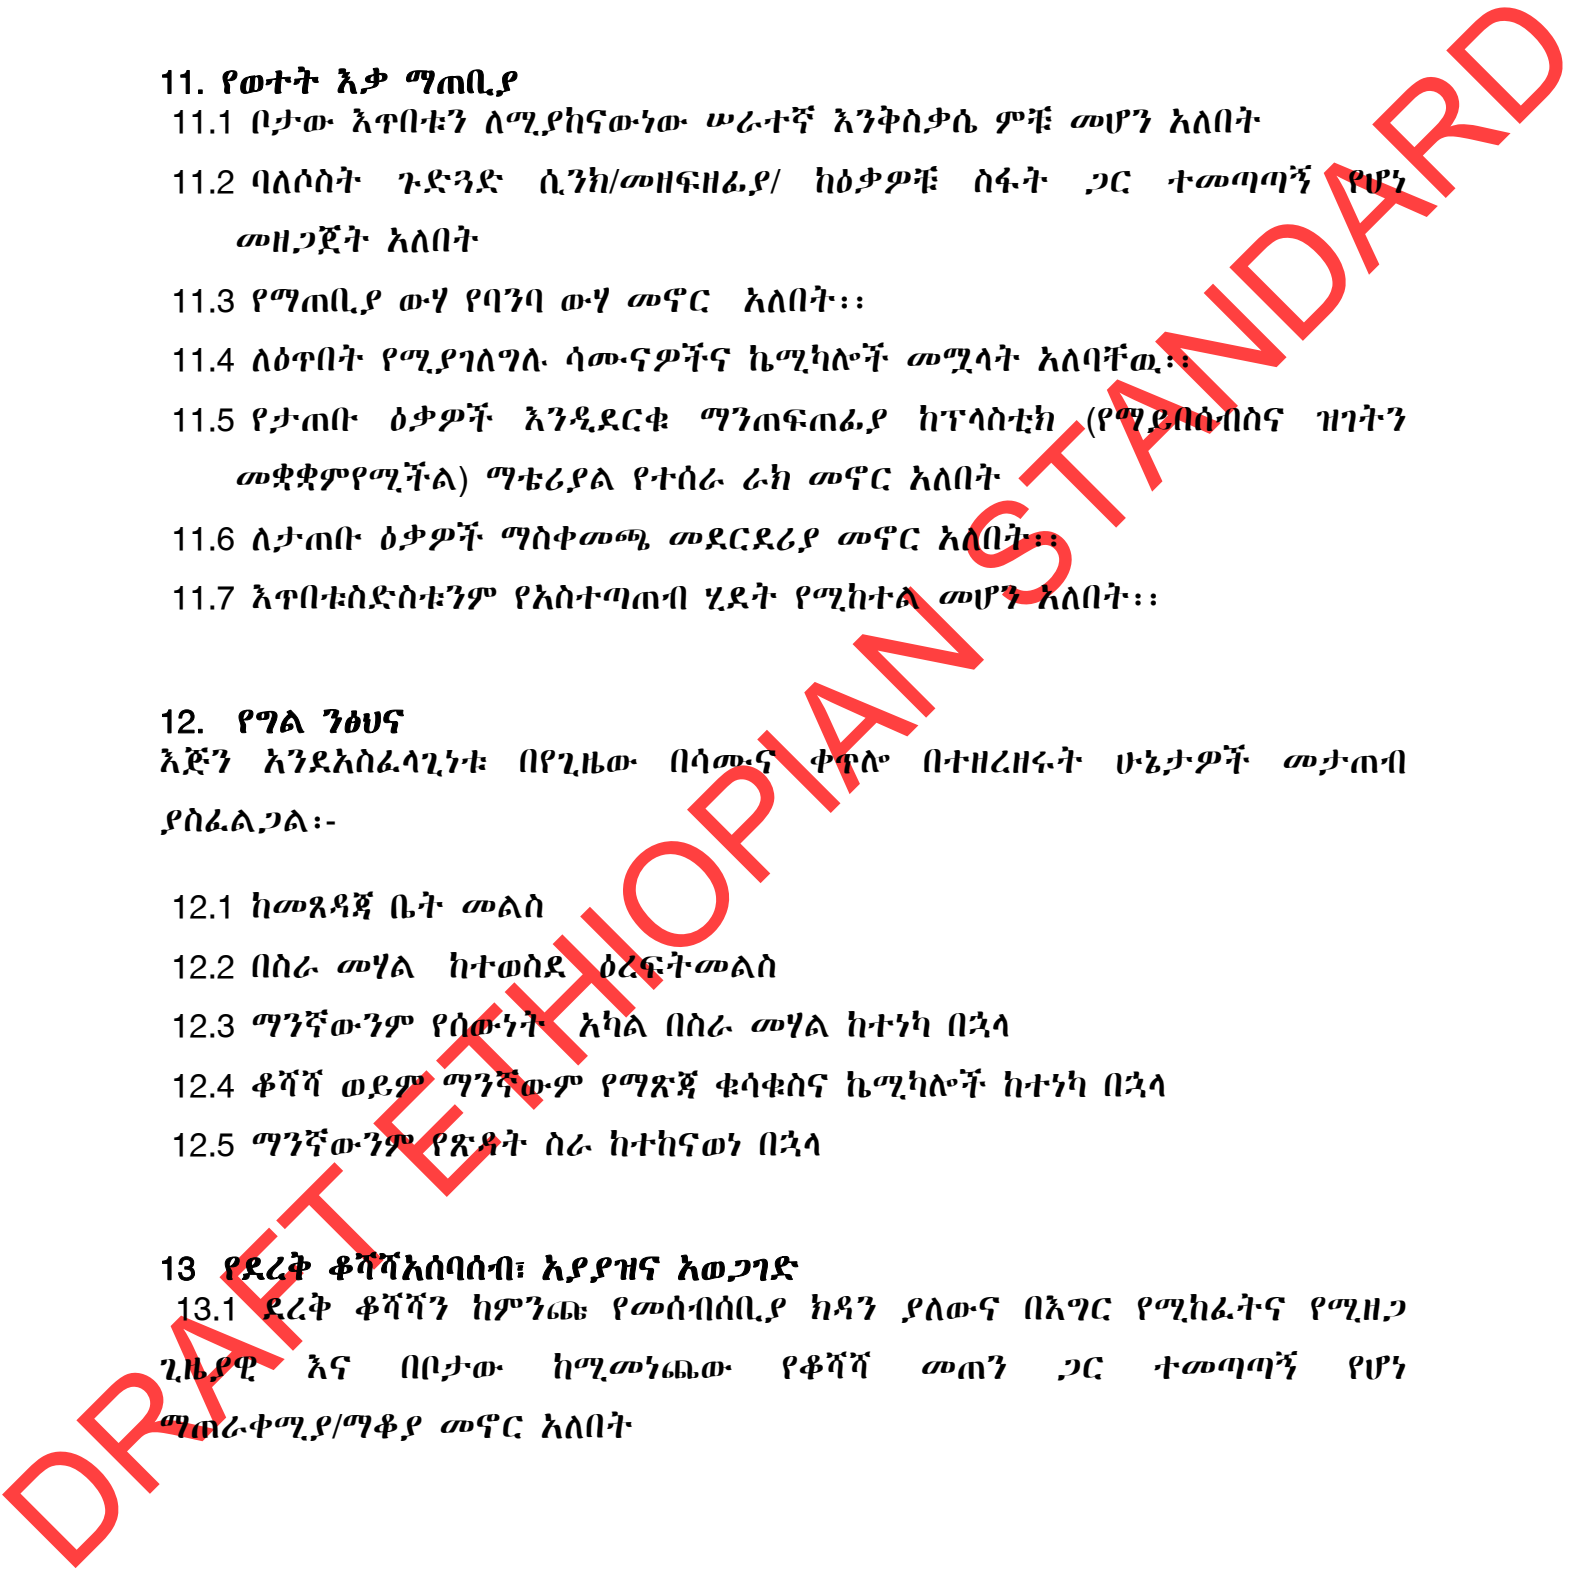 11. የወተት እቃ ማጠቢያ
11.1 ቦታው እጥበቱን ለሚያከናውነው ሠራተኛ እንቅስቃሴ ምቹ መሆን አለበት
11.2 ባለሶስት ጉድጓድ ሲንክ/መዘፍዘፊያ/ ከዕቃዎቹ ስፋት ጋር ተመጣጣኝ የሆነ
መዘጋጀት አለበት
11.3 የማጠቢያ ውሃ የባንባ ውሃ መኖር አለበት፡፡
11.4 ለዕጥበት የሚያገለግሉ ሳሙናዎችና ኬሚካሎች መሟላት አለባቸዉ፡፡
11.5 የታጠቡ ዕቃዎች እንዲደርቁ ማንጠፍጠፊያ ከፕላስቲክ (የማይበሰብስና ዝገትን
መቋቋምየሚችል) ማቴሪያል የተሰራ ራክ መኖር አለበት
11.6 ለታጠቡ ዕቃዎች ማስቀመጫ መደርደሪያ መኖር አለበት፡፡
11.7 እጥበቱስድስቱንም የአስተጣጠብ ሂደት የሚከተል መሆን አለበት፡፡
12. የግል ንፅህና
እጅን አንደአስፈላጊነቱ በየጊዜው በሳሙና ቀጥሎ በተዘረዘሩት ሁኔታዎች መታጠብ
ያስፈልጋል፡-
12.1 ከመጸዳጃ ቤት መልስ
12.2 በስራ መሃል ከተወስደ ዕረፍትመልስ
12.3 ማንኛውንም የሰውነት አካል በስራ መሃል ከተነካ በኋላ
12.4 ቆሻሻ ወይም ማንኛውም የማጽጃ ቁሳቁስና ኬሚካሎች ከተነካ በኋላ
12.5 ማንኛውንም የጽዳት ስራ ከተከናወነ በኋላ
13 የደረቅ ቆሻሻአሰባሰብ፣ አያያዝና አወጋገድ
13.1 ደረቅ ቆሻሻን ከምንጩ የመሰብሰቢያ ክዳን ያለውና በእግር የሚከፈትና የሚዘጋ
ጊዜያዊ እና በቦታው ከሚመነጨው የቆሻሻ መጠን ጋር ተመጣጣኝ የሆነ
ማጠራቀሚያ/ማቆያ መኖር አለበት
DRAFT ETHIOPIAN STANDARD